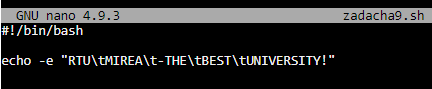 GNU nano 4.9.3 zadacha9.sh
#!/bin/bash
echo -e "RTU\tMIREA\t-THE\tBEST\tUNIVERSITY!"